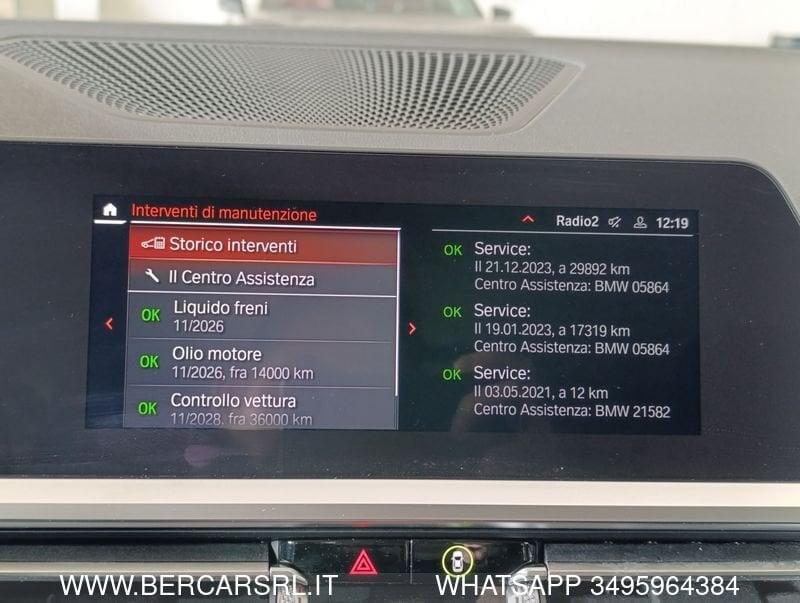 Interventi di manutenzione
Radio2 12:19
Storico interventi
Il Centro Assistenza
OK Liquido freni
11/2026
OK Olio motore
11/2026, fra 14000 km
OK Controllo vettura
11/2028, fra 36000 km
OK Service:
Il 21.12.2023, a 29892 km
Centro Assistenza: BMW 05864
OK Service:
Il 19.01.2023, a 17319 km
Centro Assistenza: BMW 05864
OK Service:
Il 03.05.2021, a 12 km
Centro Assistenza: BMW 21582
WWW.BERCARSRL.IT WHATSAPP 3495964384